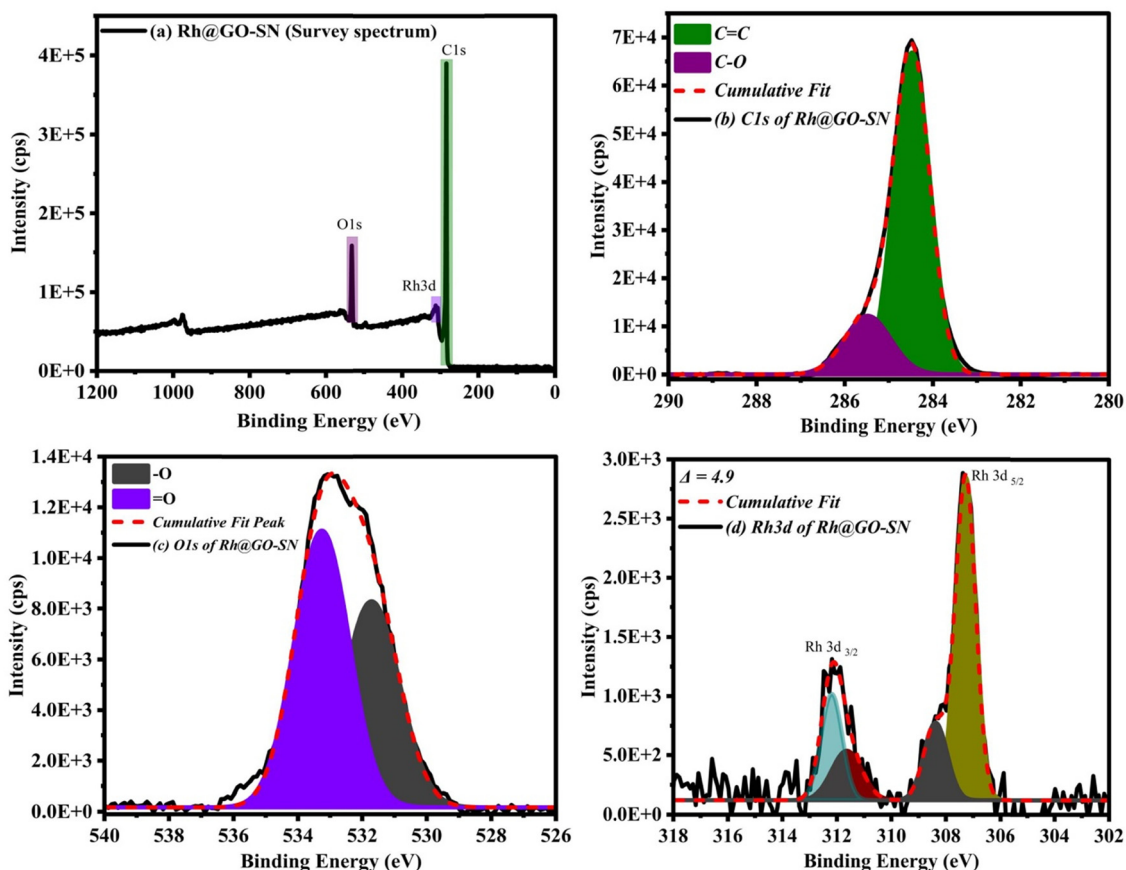 (a) Rh@GO-SN (Survey spectrum)
C1s
O1s
Rh3d
4E+5
3E+5
2E+5
1E+5
0E+0
Intensity (cps)
1200 1000 800 600 400 200 0
Binding Energy (eV)
C=C
C-O
Cumulative Fit
(b) C1s of Rh@GO-SN
7E+4
6E+4
5E+4
4E+4
3E+4
2E+4
1E+4
0E+0
Intensity (cps)
290 288 286 284 282 280
Binding Energy (eV)
-O
=O
Cumulative Fit Peak
(c) O1s of Rh@GO-SN
1.4E+4
1.2E+4
1.0E+4
8.0E+3
6.0E+3
4.0E+3
2.0E+3
0.0E+0
Intensity (cps)
540 538 536 534 532 530 528 526
Binding Energy (eV)
Δ = 4.9
Cumulative Fit
(d) Rh3d of Rh@GO-SN
Rh 3d 5/2
Rh 3d 3/2
3.0E+3
2.5E+3
2.0E+3
1.5E+3
1.0E+3
5.0E+2
0.0E+0
Intensity (cps)
318 316 314 312 310 308 306 304 302
Binding Energy (eV)